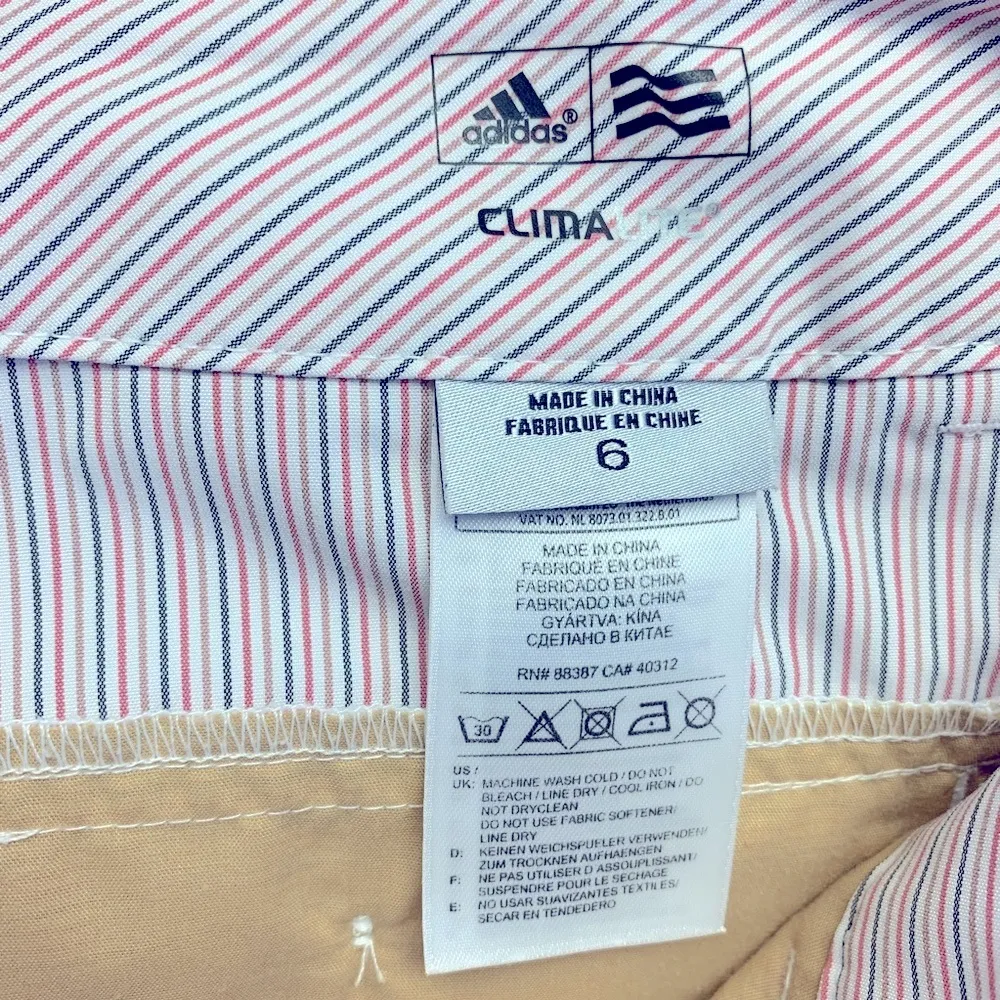 adidas®
CLIMALITE®
MADE IN CHINA
FABRIQUE EN CHINE
6
VAT NO. NL 8073.01.322.B.01
MADE IN CHINA
FABRIQUÉ EN CHINE
FABRICADO EN CHINA
FABRICADO NA CHINA
GYÁRTVA: KÍNA
СДЕЛАНО В КИТАЕ
RN# 88387 CA# 40312
30
US /
UK: MACHINE WASH COLD / DO NOT
BLEACH / LINE DRY / COOL IRON / DO
NOT DRYCLEAN
DO NOT USE FABRIC SOFTENER/
LINE DRY
D: KEINEN WEICHSPUELER VERWENDEN/
ZUM TROCKNEN AUFHAENGEN
F: NE PAS UTILISER D ASSOUPLISSANT/
SUSPENDRE POUR LE SECHAGE
E: NO USAR SUAVIZANTES TEXTILES/
SECAR EN TENDEDERO